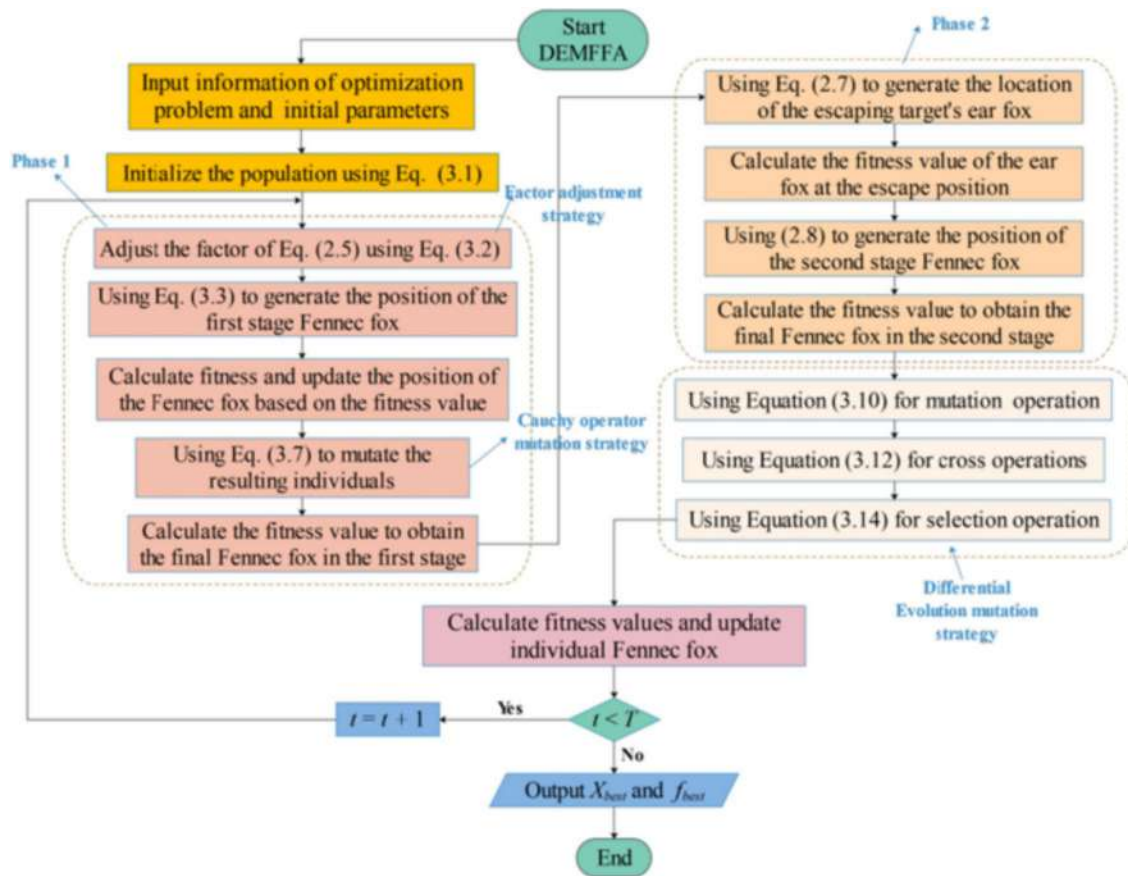 Start
DEMFFA
Input information of optimization
problem and initial parameters
Initialize the population using Eq. (3.1)
Phase 1
Factor adjustment
strategy
Adjust the factor of Eq. (2.5) using Eq. (3.2)
Using Eq. (3.3) to generate the position of the
first stage Fennec fox
Calculate fitness and update the position of
the Fennec fox based on the fitness value
Cauchy operator
mutation strategy
Using Eq. (3.7) to mutate the
resulting individuals
Calculate the fitness value to obtain
the final Fennec fox in the first stage
Phase 2
Using Eq. (2.7) to generate the location
of the escaping target's ear fox
Calculate the fitness value of the ear
fox at the escape position
Using (2.8) to generate the position of
the second stage Fennec fox
Calculate the fitness value to obtain the
final Fennec fox in the second stage
Using Equation (3.10) for mutation operation
Using Equation (3.12) for cross operations
Using Equation (3.14) for selection operation
Differential
Evolution mutation
strategy
Calculate fitness values and update
individual Fennec fox
t < T
Yes
t = t + 1
No
Output X_best and f_best
End